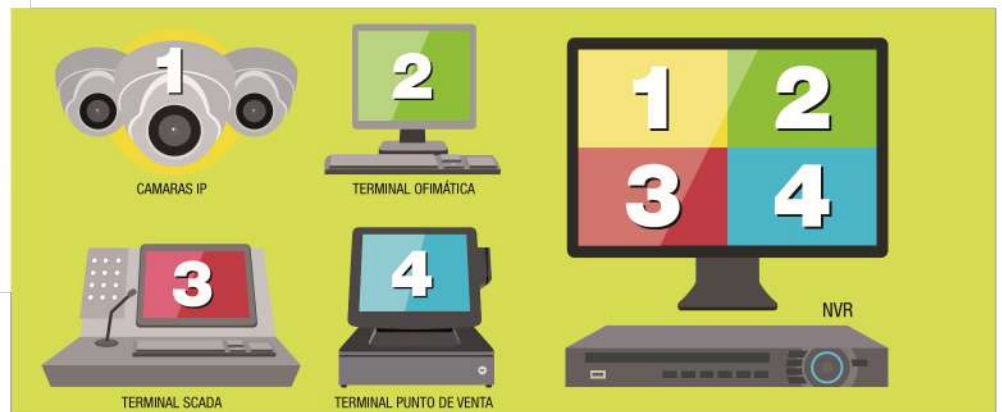 1
CAMARAS IP
2
TERMINAL OFIMÁTICA
3
TERMINAL SCADA
4
TERMINAL PUNTO DE VENTA
1 2
3 4
NVR